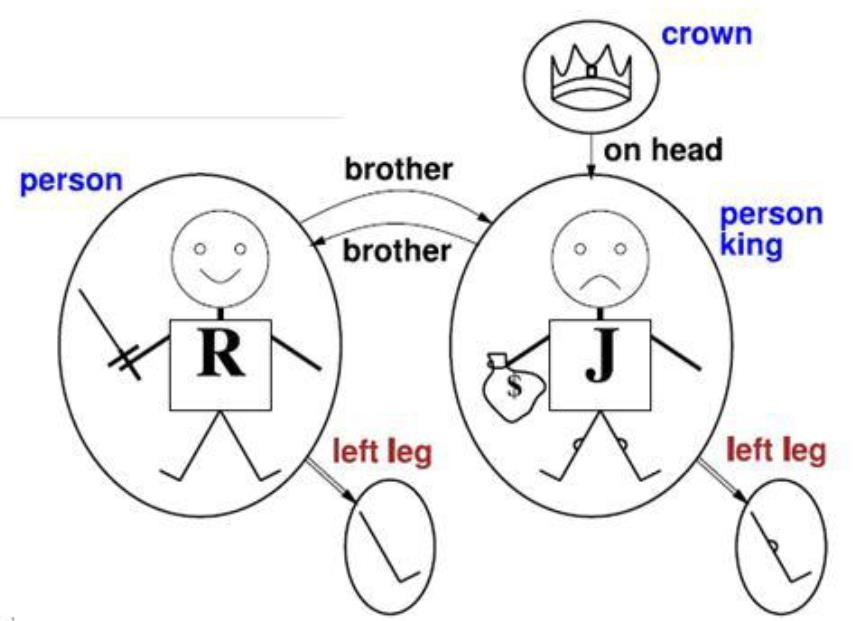 crown
on head
person
brother
brother
person
king
R
J
$
left leg
left leg